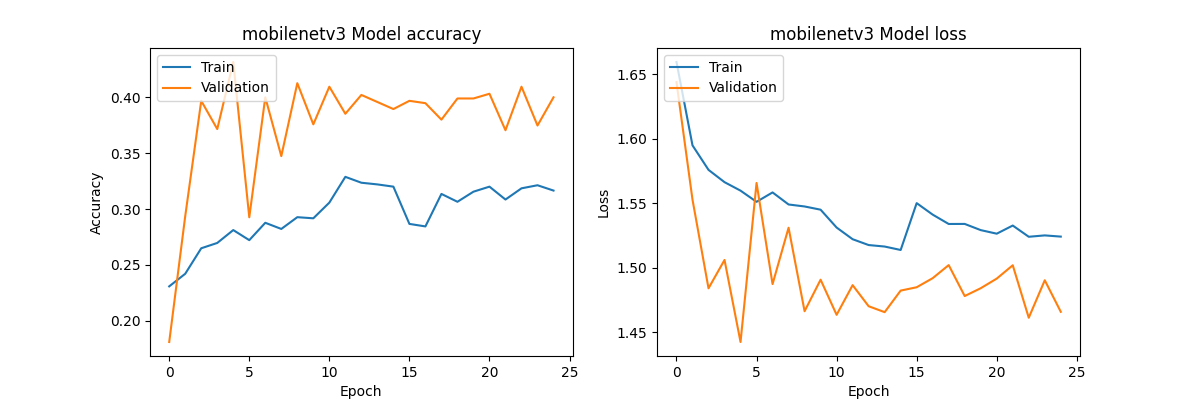 mobilenetv3 Model accuracy
Train
Validation
0.40
0.35
0.30
0.25
0.20
Accuracy
0 5 10 15 20 25
Epoch
mobilenetv3 Model loss
Train
Validation
1.65
1.60
1.55
1.50
1.45
Loss
0 5 10 15 20 25
Epoch